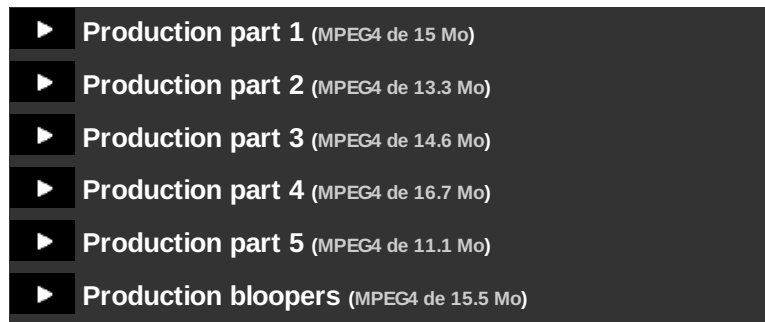 Production part 1 (MPEG4 de 15 Mo)
Production part 2 (MPEG4 de 13.3 Mo)
Production part 3 (MPEG4 de 14.6 Mo)
Production part 4 (MPEG4 de 16.7 Mo)
Production part 5 (MPEG4 de 11.1 Mo)
Production bloopers (MPEG4 de 15.5 Mo)